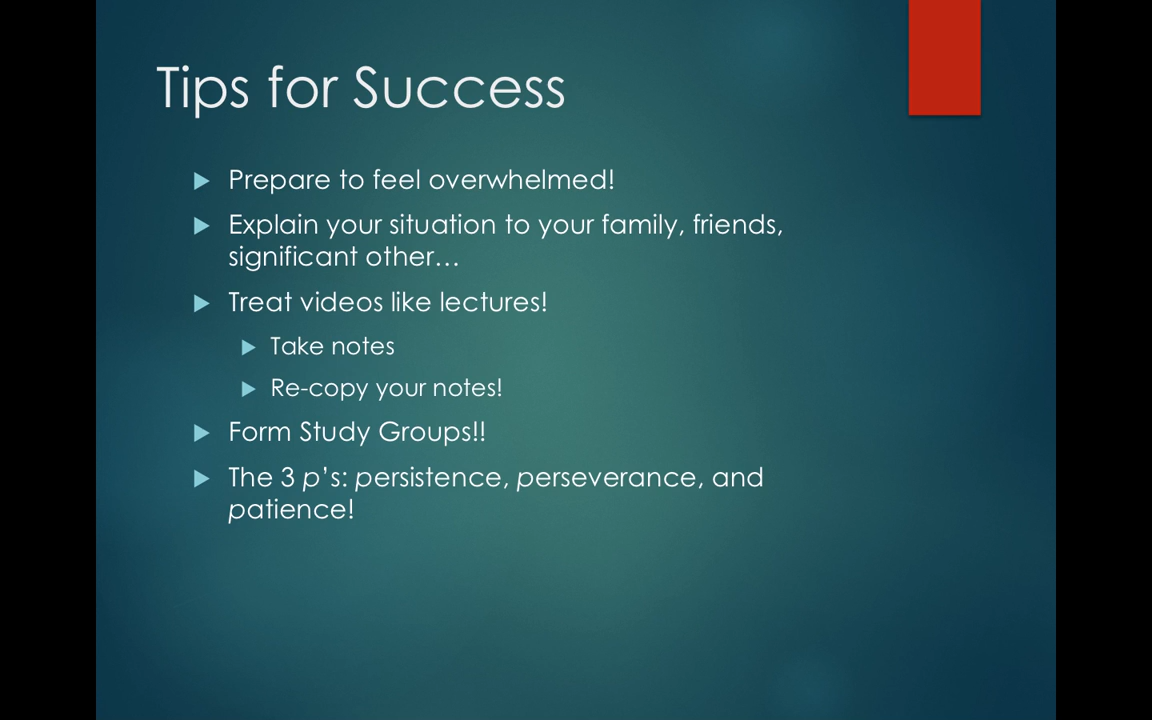 Tips for Success
Prepare to feel overwhelmed!
Explain your situation to your family, friends,
significant other…
Treat videos like lectures!
Take notes
Re-copy your notes!
Form Study Groups!!
The 3 p’s: persistence, perseverance, and
patience!